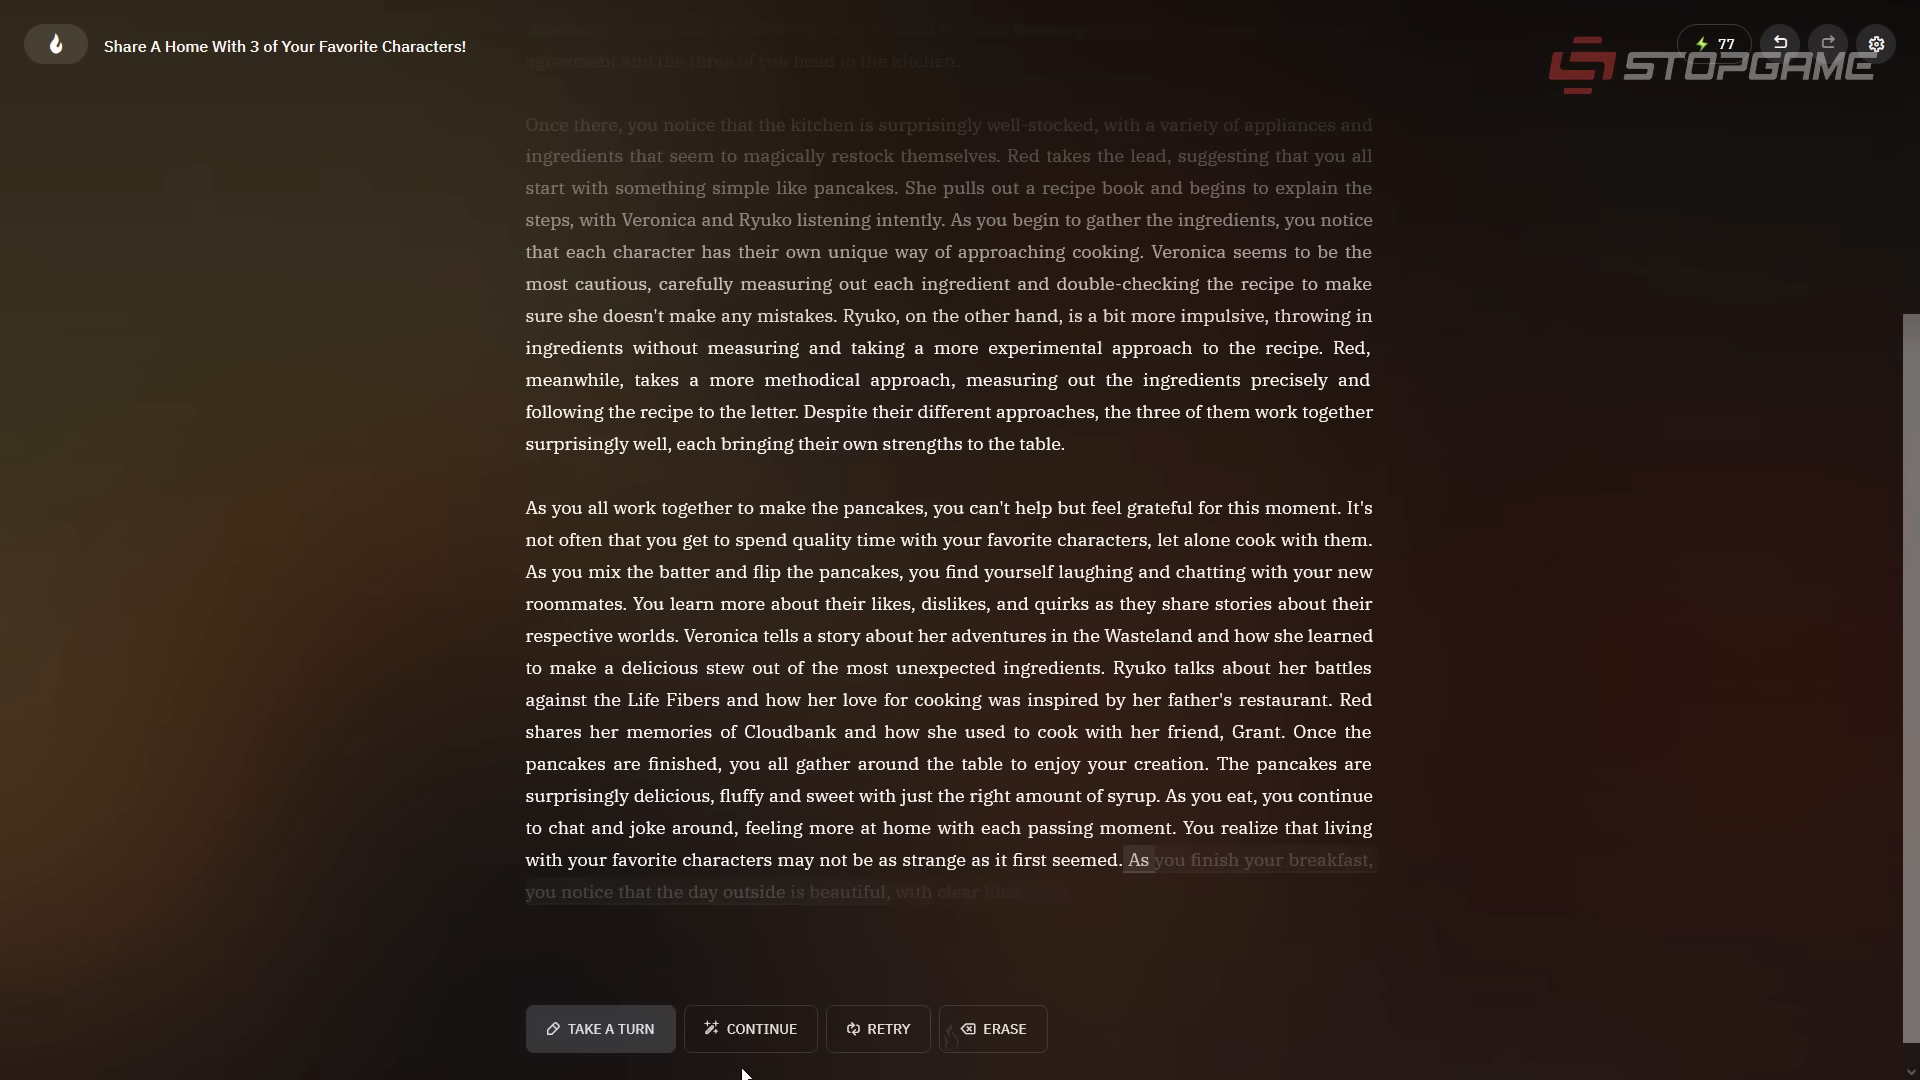 Share A Home With 3 of Your Favorite Characters!
77
STOPGAME
agreement and the three of you head to the kitchen.
Once there, you notice that the kitchen is surprisingly well-stocked, with a variety of appliances and
ingredients that seem to magically restock themselves. Red takes the lead, suggesting that you all
start with something simple like pancakes. She pulls out a recipe book and begins to explain the
steps, with Veronica and Ryuko listening intently. As you begin to gather the ingredients, you notice
that each character has their own unique way of approaching cooking. Veronica seems to be the
most cautious, carefully measuring out each ingredient and double-checking the recipe to make
sure she doesn't make any mistakes. Ryuko, on the other hand, is a bit more impulsive, throwing in
ingredients without measuring and taking a more experimental approach to the recipe. Red,
meanwhile, takes a more methodical approach, measuring out the ingredients precisely and
following the recipe to the letter. Despite their different approaches, the three of them work together
surprisingly well, each bringing their own strengths to the table.
As you all work together to make the pancakes, you can't help but feel grateful for this moment. It's
not often that you get to spend quality time with your favorite characters, let alone cook with them.
As you mix the batter and flip the pancakes, you find yourself laughing and chatting with your new
roommates. You learn more about their likes, dislikes, and quirks as they share stories about their
respective worlds. Veronica tells a story about her adventures in the Wasteland and how she learned
to make a delicious stew out of the most unexpected ingredients. Ryuko talks about her battles
against the Life Fibers and how her love for cooking was inspired by her father's restaurant. Red
shares her memories of Cloudbank and how she used to cook with her friend, Grant. Once the
pancakes are finished, you all gather around the table to enjoy your creation. The pancakes are
surprisingly delicious, fluffy and sweet with just the right amount of syrup. As you eat, you continue
to chat and joke around, feeling more at home with each passing moment. You realize that living
with your favorite characters may not be as strange as it first seemed. As you finish your breakfast,
you notice that the day outside is beautiful, with clear
TAKE A TURN
CONTINUE
RETRY
ERASE